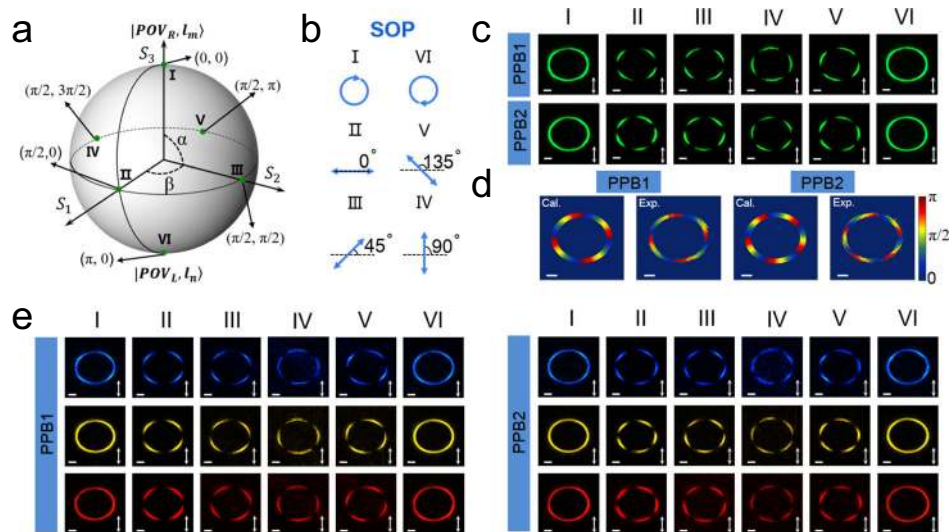 a
|POV_R, l_m⟩
S_3
(0, 0)
I
(π/2, 3π/2)
(π/2, π)
V
IV
α
(π/2,0)
II
β
III
S_2
S_1
VI
(π/2, π/2)
(π, 0)
|POV_L, l_n⟩
b
SOP
I VI
II V
0° 135°
III IV
45° 90°
c
I II III IV V VI
PPB1
PPB2
d
PPB1 PPB2
Cal. Exp. Cal. Exp.
π
π/2
0
e
I II III IV V VI
PPB1
I II III IV V VI
PPB2